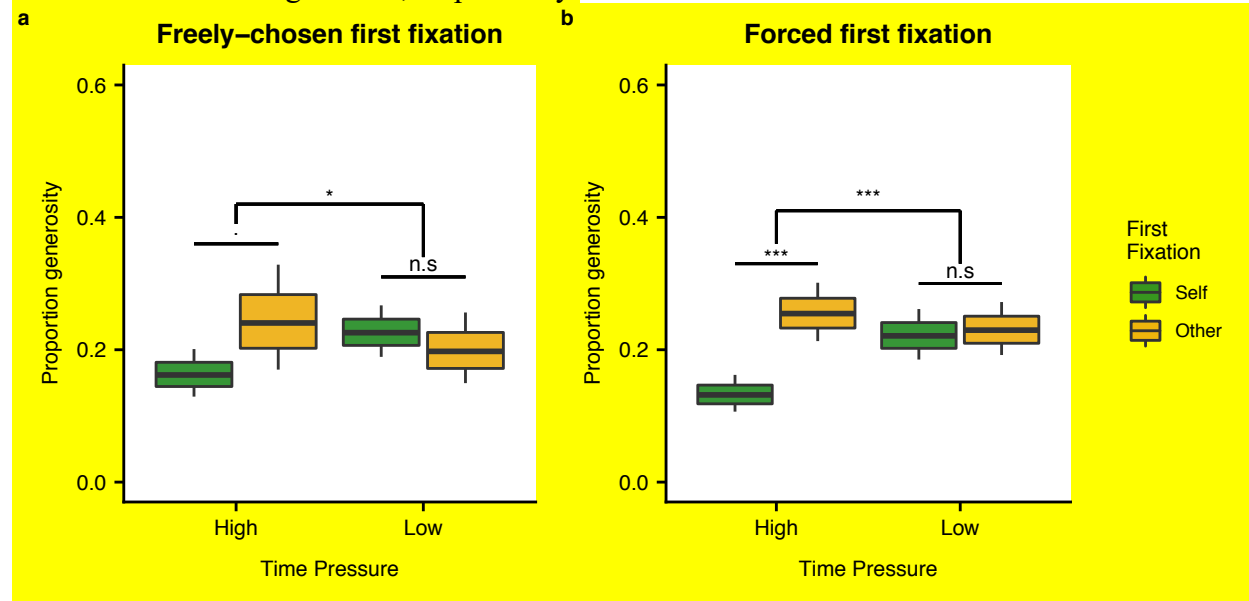 a
Freely–chosen first fixation
0.6
0.4
0.2
0.0
Proportion generosity
*
.
n.s
High
Low
Time Pressure
b
Forced first fixation
0.6
0.4
0.2
0.0
Proportion generosity
***
***
n.s
High
Low
Time Pressure
First
Fixation
Self
Other